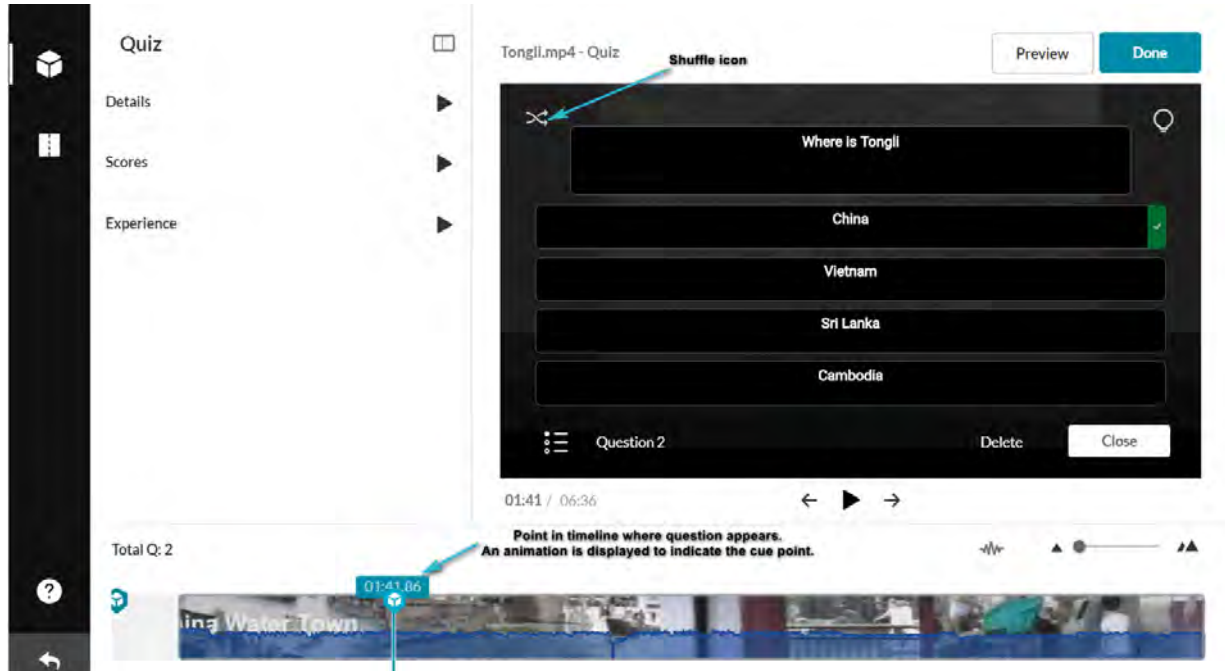 Quiz
Tongli.mp4 - Quiz
Shuffle icon
Preview
Done
Details
Scores
Experience
Where is Tongli
China
Vietnam
Sri Lanka
Cambodia
Question 2
Delete
Close
01:41 / 06:36
Total Q: 2
Point in timeline where question appears.
An animation is displayed to indicate the cue point.
01:41.86
ina Water Town
?